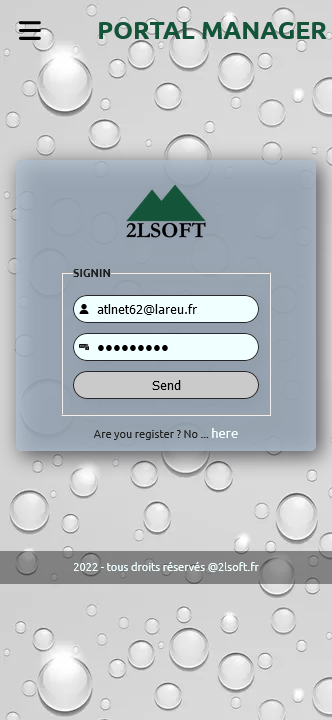 PORTAL MANAGER
2LSOFT
SIGNIN
atlnet62@lareu.fr
●●●●●●●●●
Send
Are you register ? No ... here
2022 - tous droits réservés @2lsoft.fr